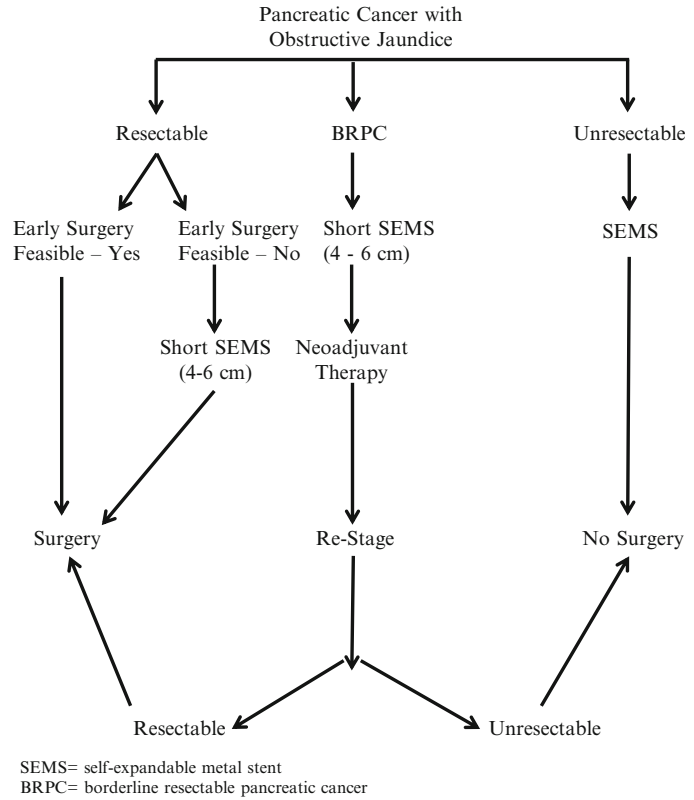 Pancreatic Cancer with
Obstructive Jaundice
Resectable
BRPC
Unresectable
Early Surgery
Feasible – Yes
Early Surgery
Feasible – No
Short SEMS
(4 - 6 cm)
SEMS
Short SEMS
(4-6 cm)
Neoadjuvant
Therapy
Surgery
Re-Stage
No Surgery
Resectable
Unresectable
SEMS= self-expandable metal stent
BRPC= borderline resectable pancreatic cancer